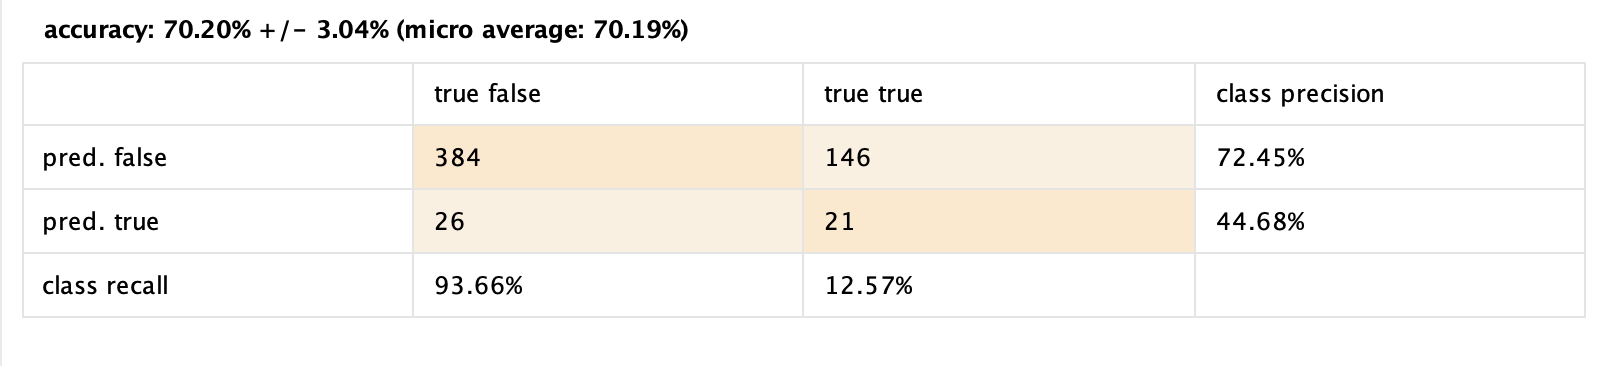 accuracy: 70.20% +/- 3.04% (micro average: 70.19%)
true false true true class precision
pred. false 384 146 72.45%
pred. true 26 21 44.68%
class recall 93.66% 12.57%